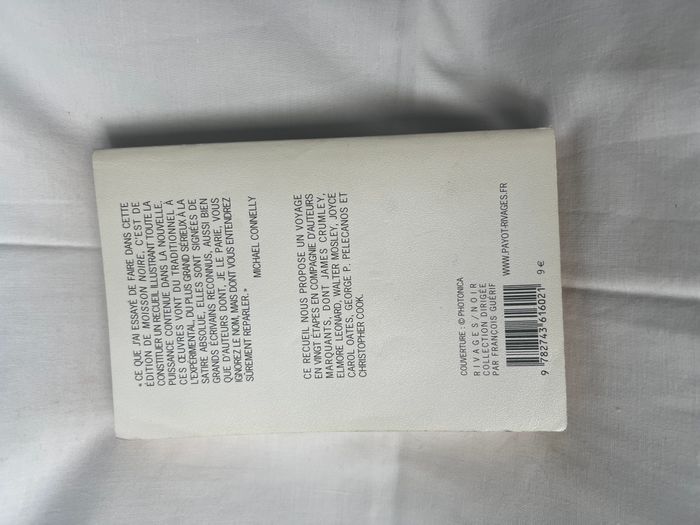 « CE QUE J'AI ESSAYÉ DE FAIRE DANS CETTE
ÉDITION DE MOISSON NOIRE, C'EST DE
CONSTITUER UN RECUEIL ILLUSTRANT TOUTE LA
PUISSANCE CONTENUE DANS LA NOUVELLE.
CES ŒUVRES VONT DU TRADITIONNEL À
L'EXPÉRIMENTAL, DU PLUS GRAND SÉRIEUX À LA
SATIRE ABSOLUE, ELLES SONT SIGNÉES DE
GRANDS ÉCRIVAINS RECONNUS, AUSSI BIEN
QUE D'AUTEURS DONT, JE LE PARIE, VOUS
IGNOREZ LE NOM, MAIS DONT VOUS ENTENDREZ
SÛREMENT REPARLER. »
MICHAEL CONNELLY
CE RECUEIL NOUS PROPOSE UN VOYAGE
EN VINGT ÉTAPES EN COMPAGNIE D'AUTEURS
MARQUANTS, DONT JAMES CRUMLEY,
ELMORE LEONARD, WALTER MOSLEY, JOYCE
CAROL OATES, GEORGE P. PELECANOS ET
CHRISTOPHER COOK.
COUVERTURE : © PHOTONICA
RIVAGES/NOIR
COLLECTION DIRIGÉE
PAR FRANÇOIS GUÉRIF
WWW.PAYOT-RIVAGES.FR
9 782743 616021
9 €